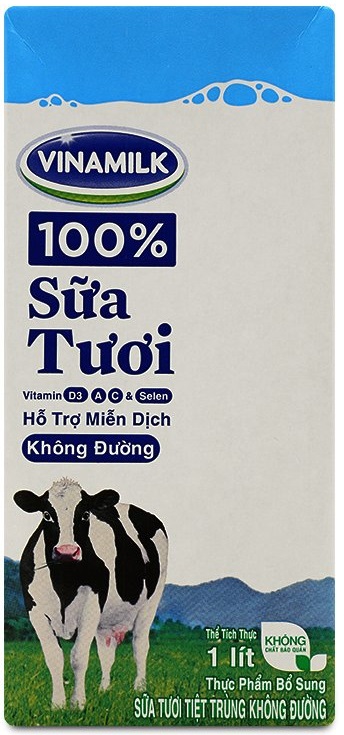 VINAMILK
100%
Sữa
Tươi
Vitamin D3 A C & Selen
Hỗ Trợ Miễn Dịch
Không Đường
Thể Tích Thực
1 lít
KHÔNG
CHẤT BẢO QUẢN
Thực Phẩm Bổ Sung
SỮA TƯƠI TIỆT TRÙNG KHÔNG ĐƯỜNG